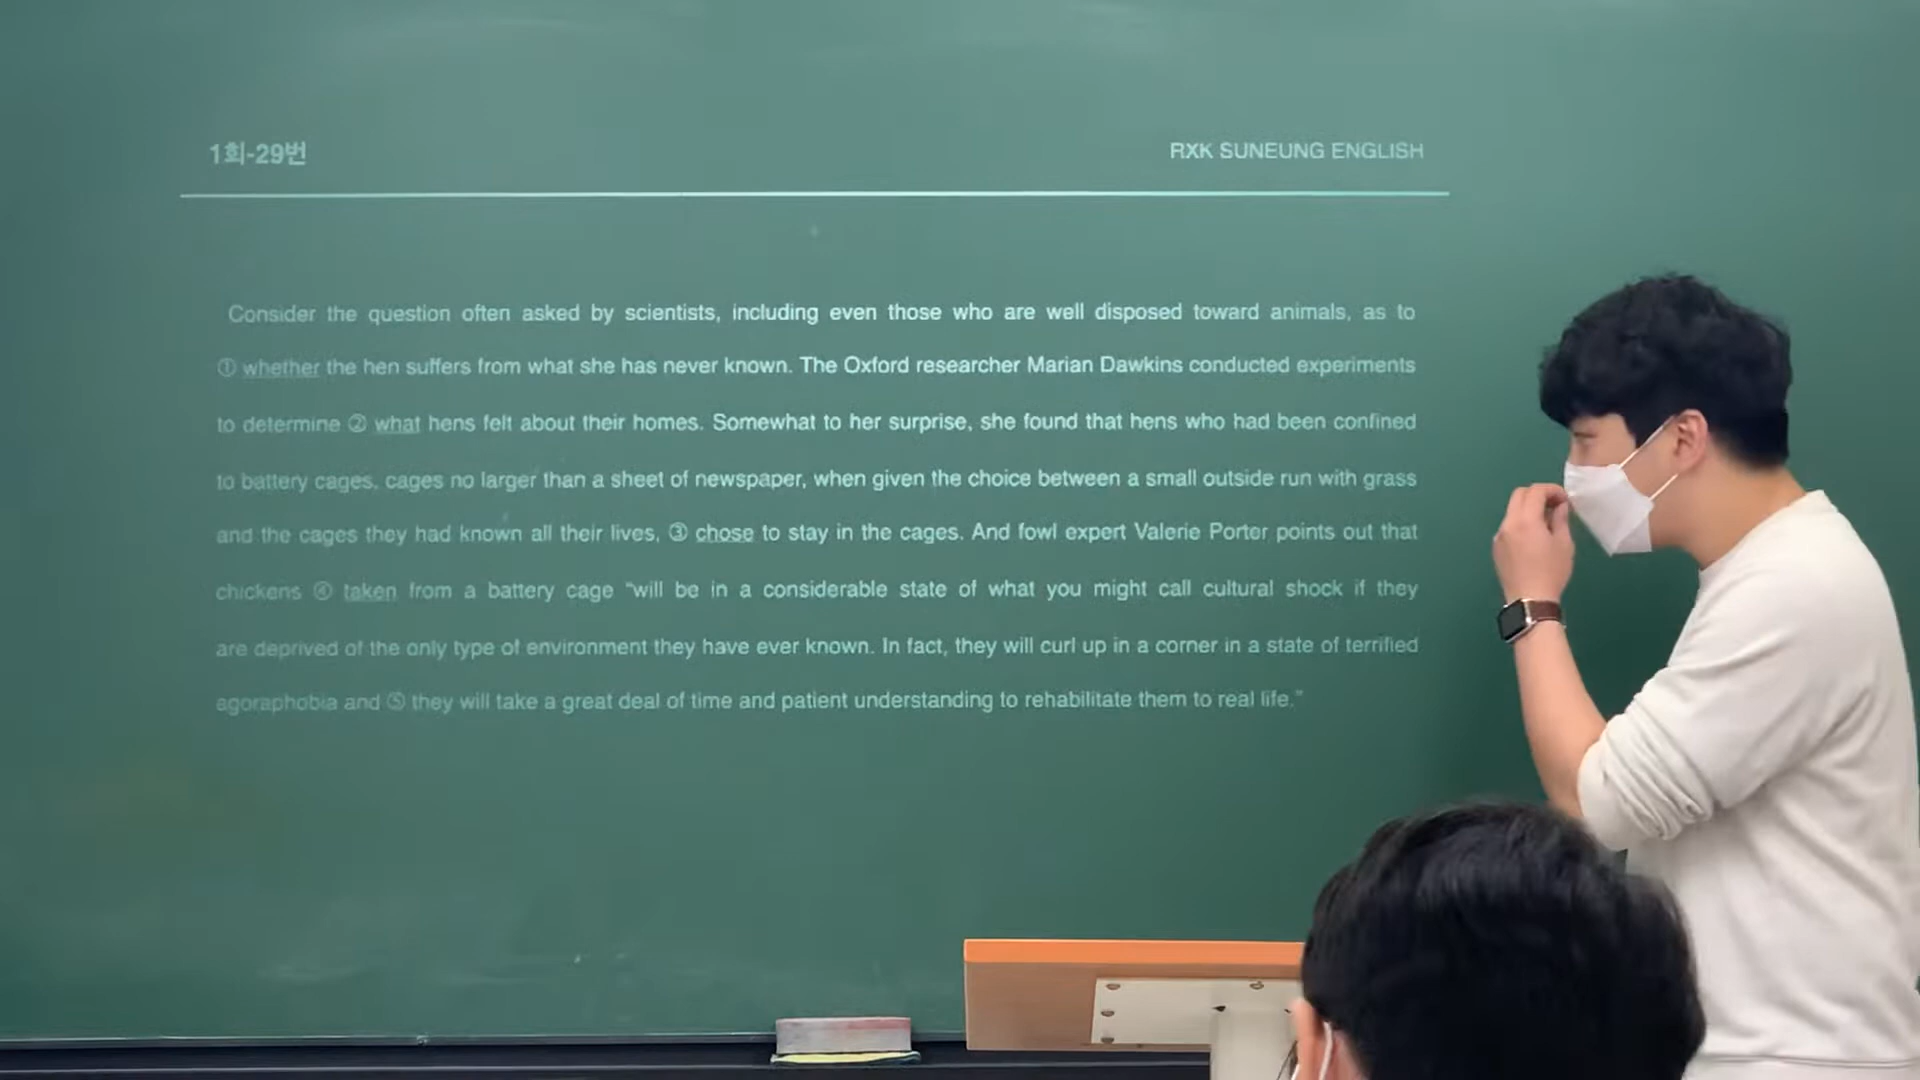 1회-29번
RXK SUNEUNG ENGLISH
Consider the question often asked by scientists, including even those who are well disposed toward animals, as to
① whether the hen suffers from what she has never known. The Oxford researcher Marian Dawkins conducted experiments
to determine ② what hens felt about their homes. Somewhat to her surprise, she found that hens who had been confined
to battery cages, cages no larger than a sheet of newspaper, when given the choice between a small outside run with grass
and the cages they had known all their lives, ③ chose to stay in the cages. And fowl expert Valerie Porter points out that
chickens ④ taken from a battery cage “will be in a considerable state of what you might call cultural shock if they
are deprived of the only type of environment they have ever known. In fact, they will curl up in a corner in a state of terrified
agoraphobia and ⑤ they will take a great deal of time and patient understanding to rehabilitate them to real life.”